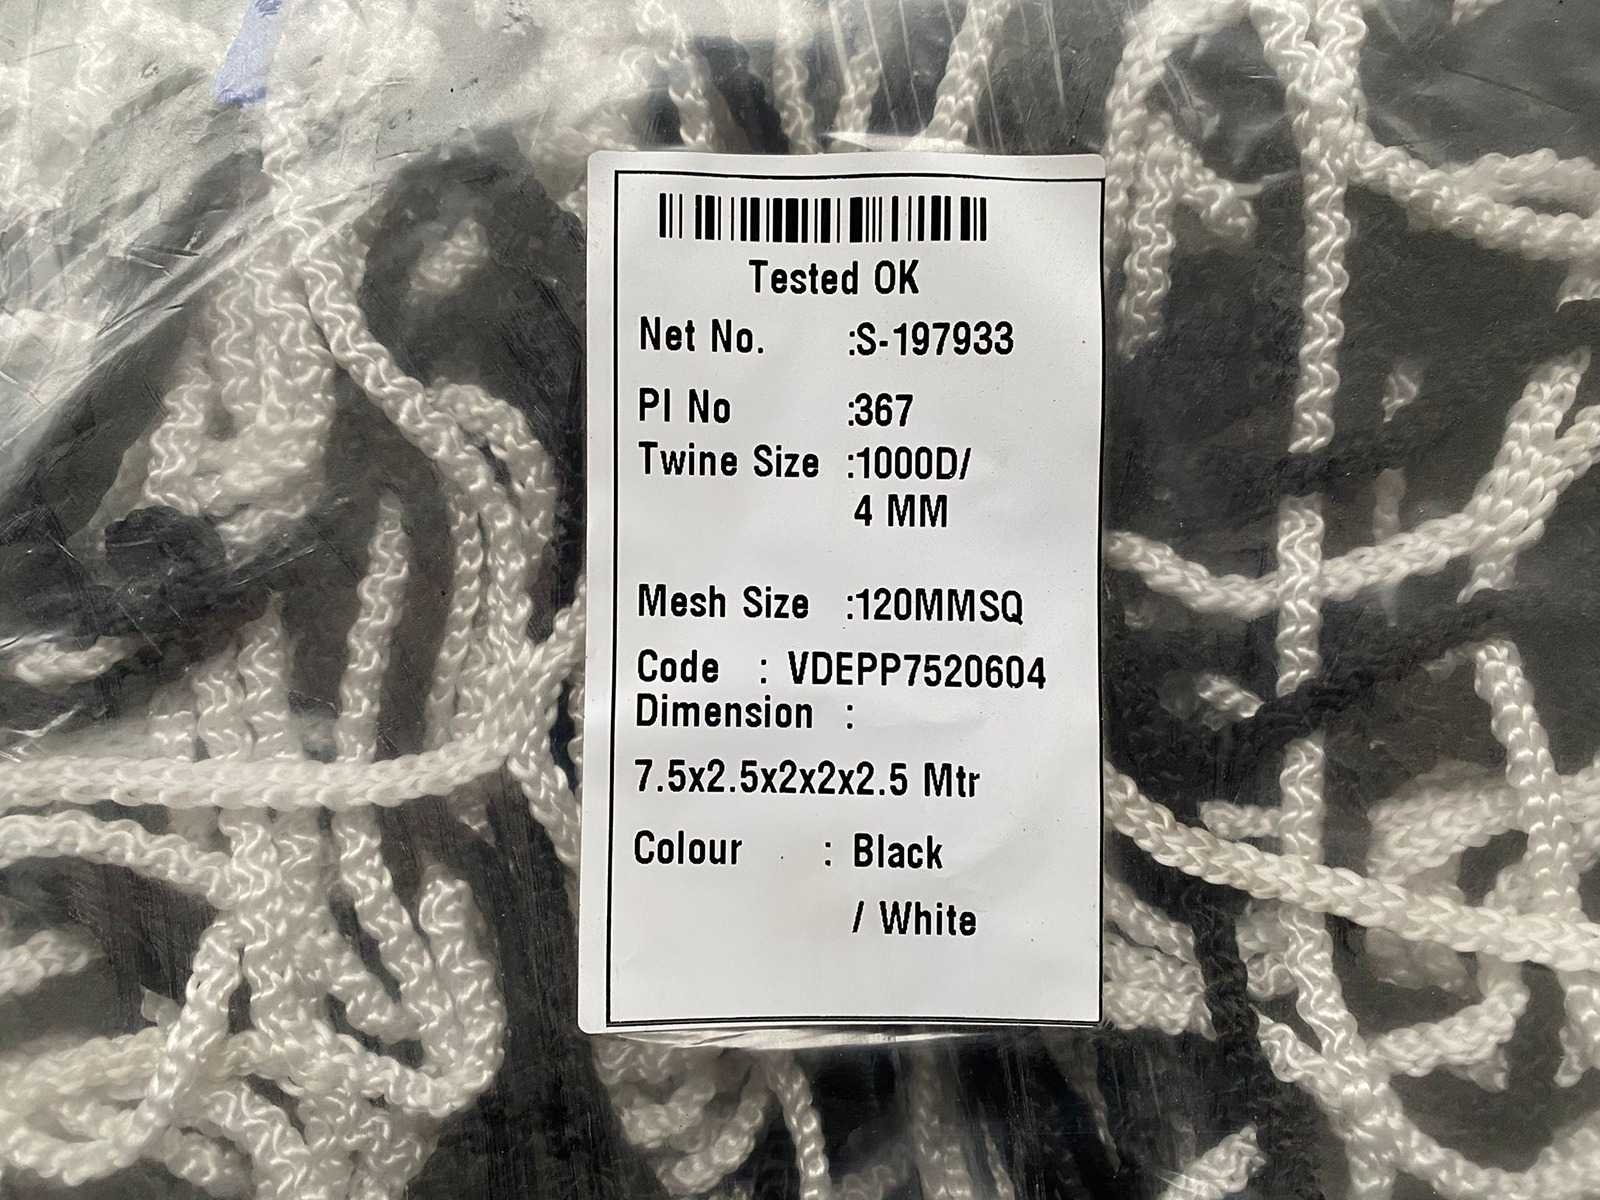 Tested OK
Net No. :S-197933
PI No :367
Twine Size :1000D/
4 MM
Mesh Size :120MMSQ
Code : VDEPP7520604
Dimension :
7.5x2.5x2x2x2.5 Mtr
Colour : Black
/ White